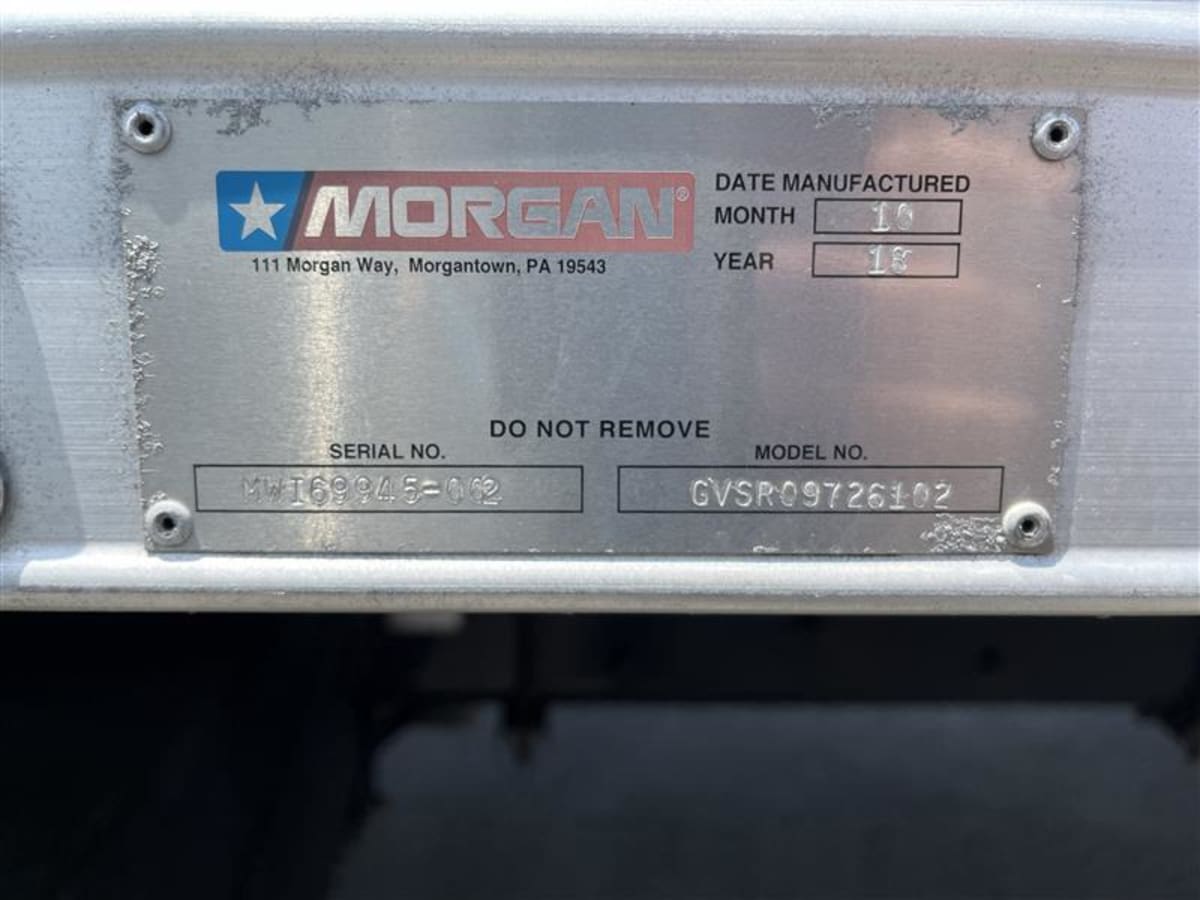 MORGAN®
111 Morgan Way, Morgantown, PA 19543
DATE MANUFACTURED
MONTH 10
YEAR 18
DO NOT REMOVE
SERIAL NO.
MWI69945-002
MODEL NO.
GVSR09726102